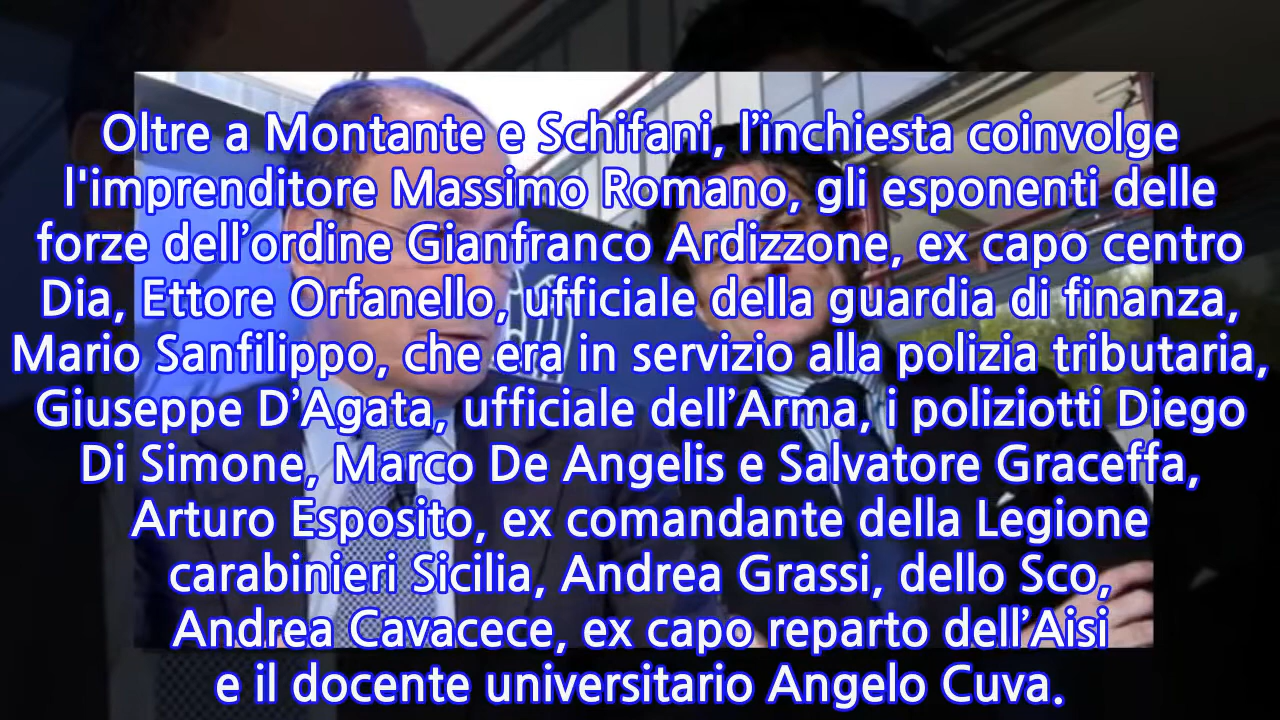 Oltre a Montante e Schifani, l’inchiesta coinvolge
l'imprenditore Massimo Romano, gli esponenti delle
forze dell’ordine Gianfranco Ardizzone, ex capo centro
Dia, Ettore Orfanello, ufficiale della guardia di finanza,
Mario Sanfilippo, che era in servizio alla polizia tributaria,
Giuseppe D’Agata, ufficiale dell’Arma, i poliziotti Diego
Di Simone, Marco De Angelis e Salvatore Graceffa,
Arturo Esposito, ex comandante della Legione
carabinieri Sicilia, Andrea Grassi, dello Sco,
Andrea Cavacece, ex capo reparto dell’Aisi
e il docente universitario Angelo Cuva.